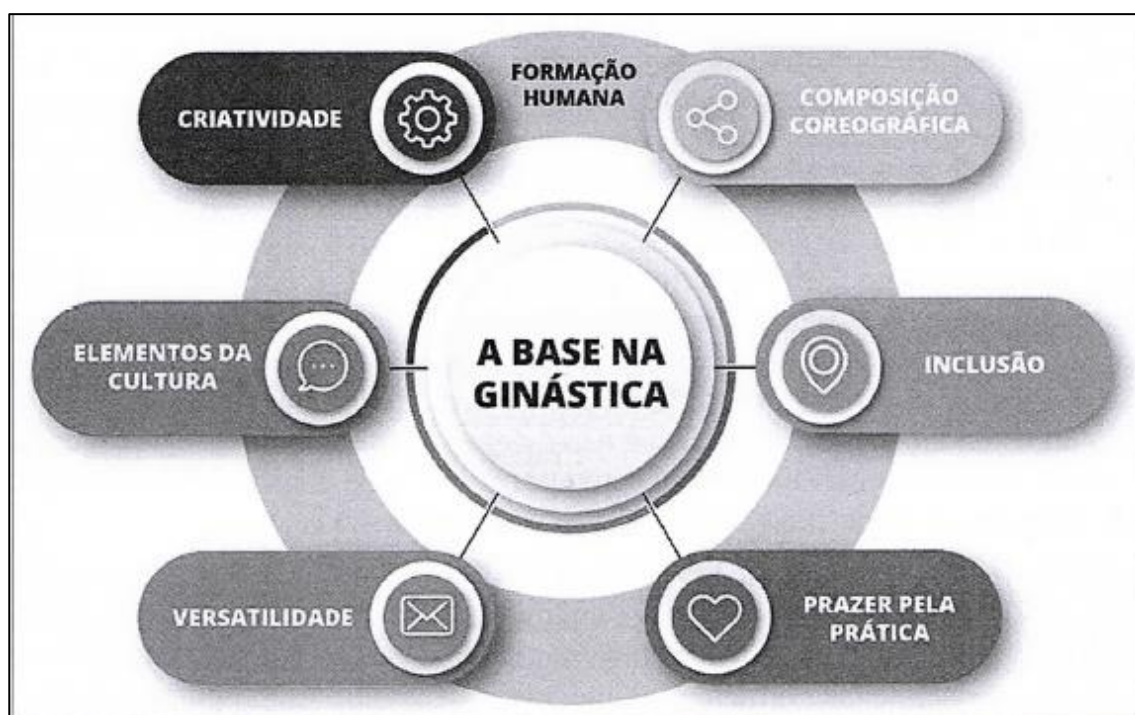 FORMAÇÃO
HUMANA
CRIATIVIDADE
COMPOSIÇÃO
COREOGRÁFICA
ELEMENTOS DA
CULTURA
A BASE NA
GINÁSTICA
INCLUSÃO
VERSATILIDADE
PRAZER PELA
PRÁTICA